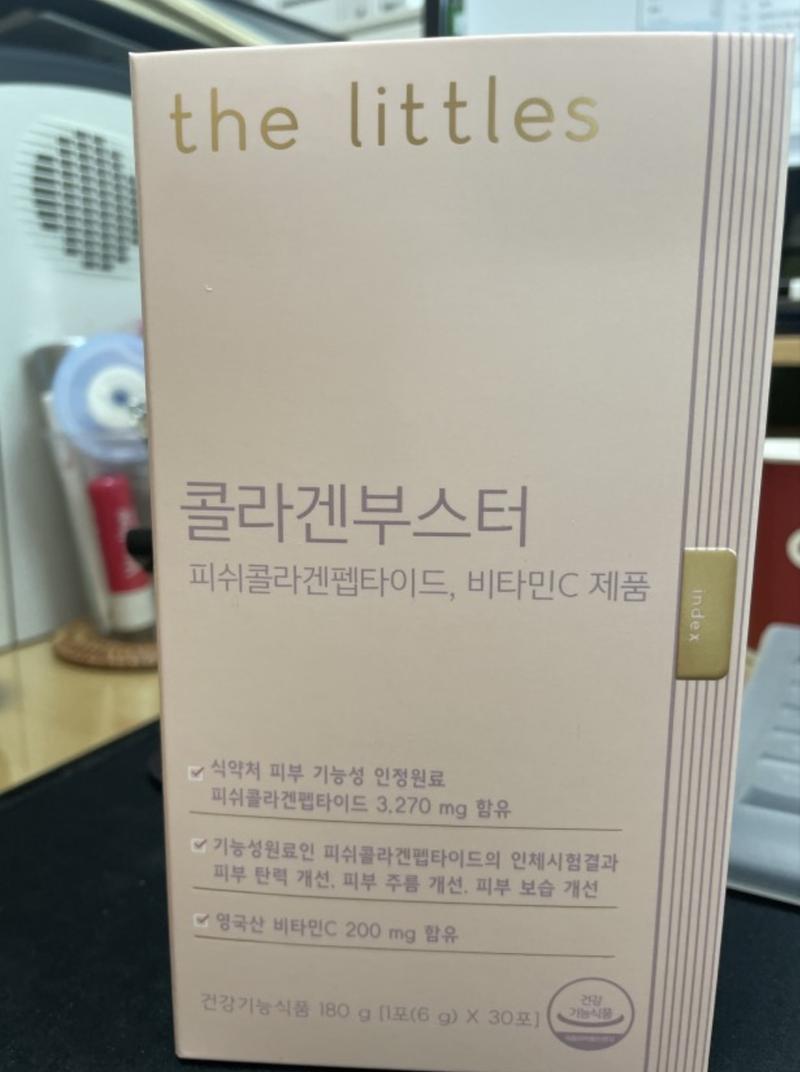 the littles
콜라겐부스터
피쉬콜라겐펩타이드, 비타민C 제품
index
식약처 피부 기능성 인정원료
피쉬콜라겐펩타이드 3,270 mg 함유
기능성원료인 피쉬콜라겐펩타이드의 인체시험결과
피부 탄력 개선, 피부 주름 개선, 피부 보습 개선
영국산 비타민C 200 mg 함유
건강기능식품 180 g [1포(6 g) X 30포]
건강
기능식품